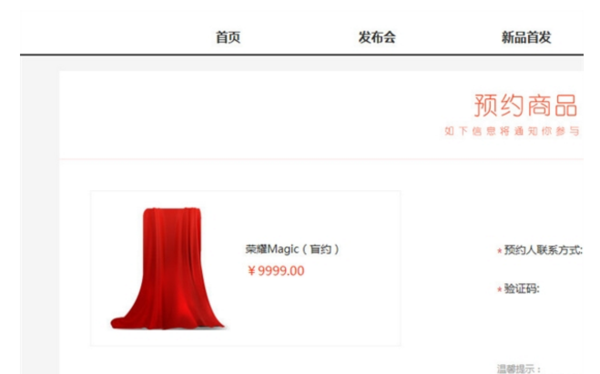 首页 发布会 新品首发
预约商品
如下信息将通知你参与
荣耀Magic（盲约）
￥9999.00
*预约人联系方式:
*验证码:
温馨提示：